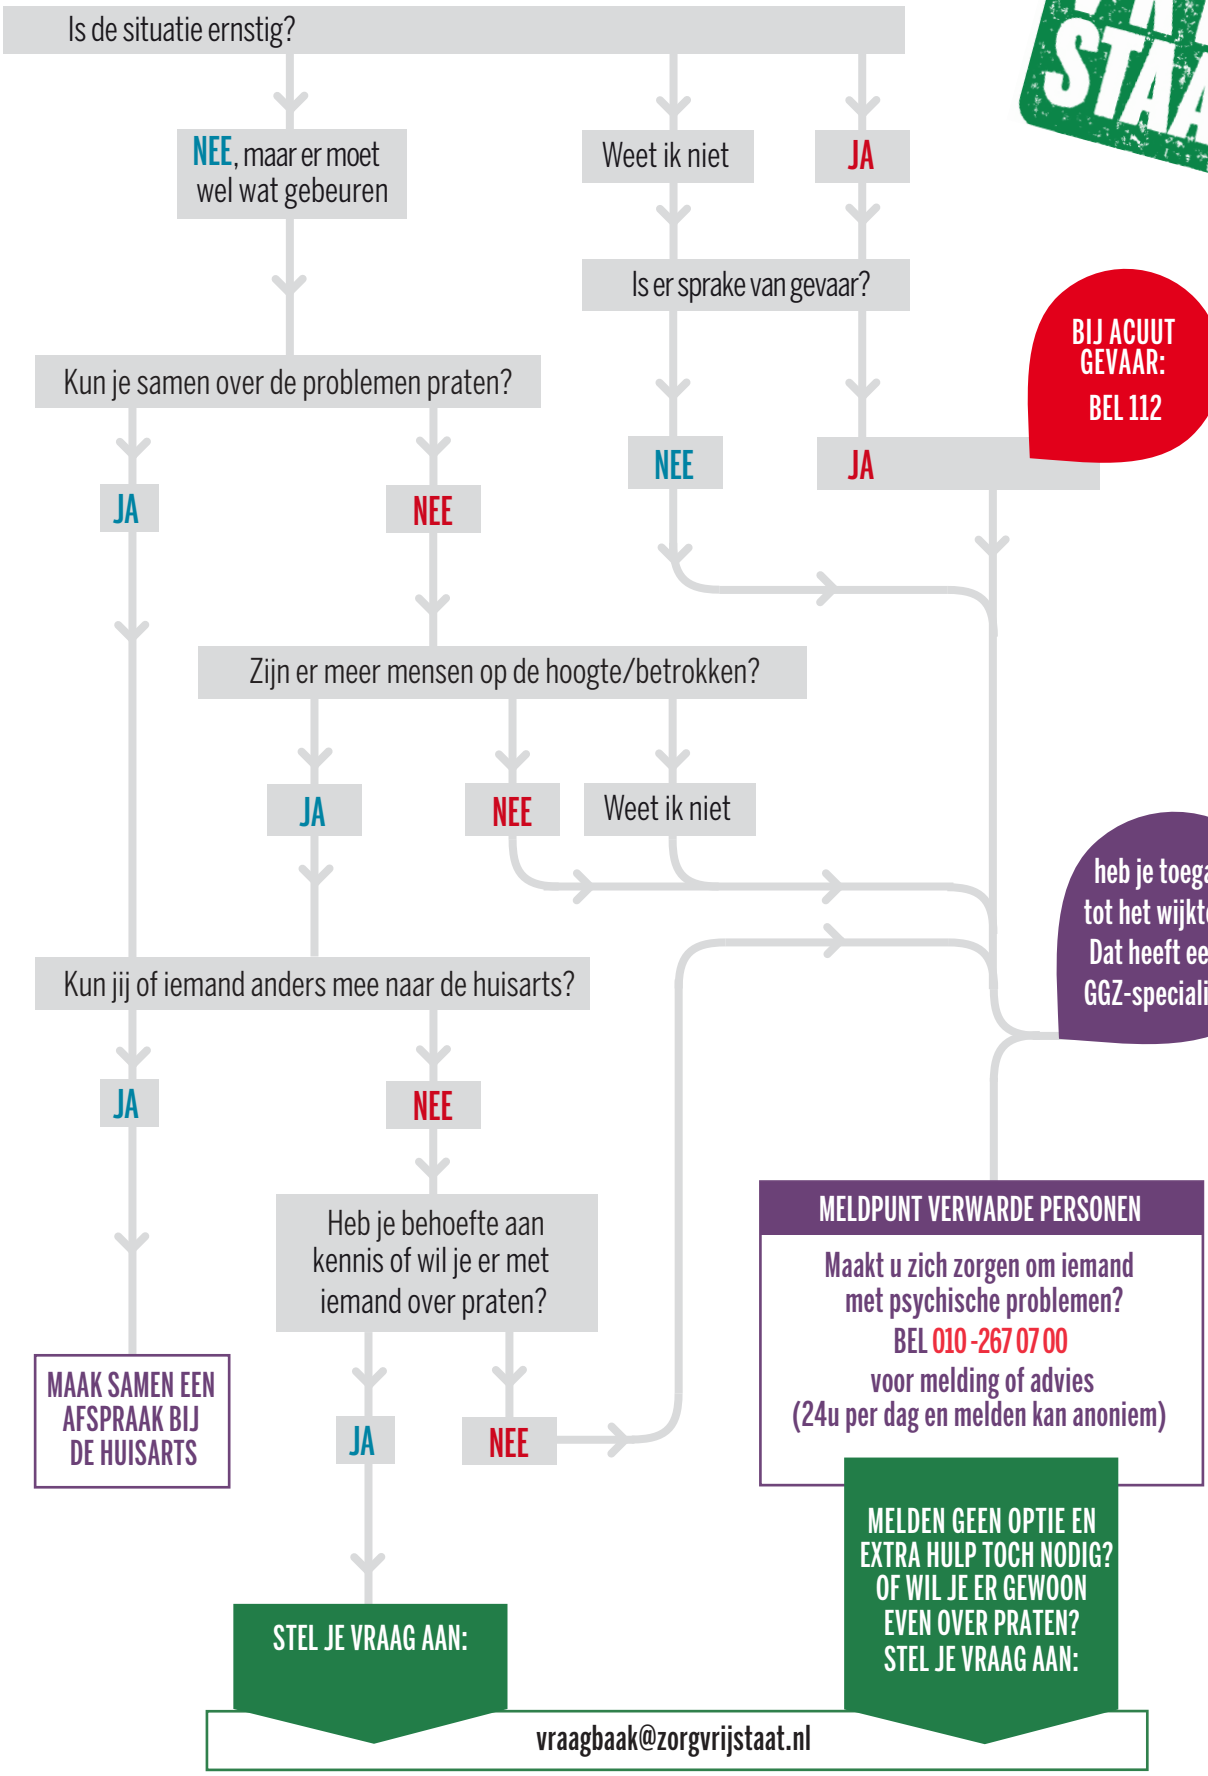 Is de situatie ernstig?
STAA
NEE, maar er moet
wel wat gebeuren
Weet ik niet
JA
Is er sprake van gevaar?
BIJ ACUUT
GEVAAR:
BEL 112
Kun je samen over de problemen praten?
NEE
JA
JA
NEE
Zijn er meer mensen op de hoogte/betrokken?
JA
NEE
Weet ik niet
heb je toega
tot het wijkt
Dat heeft ee
GGZ-speciali
Kun jij of iemand anders mee naar de huisarts?
JA
NEE
Heb je behoefte aan
kennis of wil je er met
iemand over praten?
MELDPUNT VERWARDE PERSONEN
Maakt u zich zorgen om iemand
met psychische problemen?
BEL 010 -267 07 00
voor melding of advies
(24u per dag en melden kan anoniem)
MAAK SAMEN EEN
AFSPRAAK BIJ
DE HUISARTS
JA
NEE
MELDEN GEEN OPTIE EN
EXTRA HULP TOCH NODIG?
OF WIL JE ER GEWOON
EVEN OVER PRATEN?
STEL JE VRAAG AAN:
STEL JE VRAAG AAN:
vraagbaak@zorgvrijstaat.nl